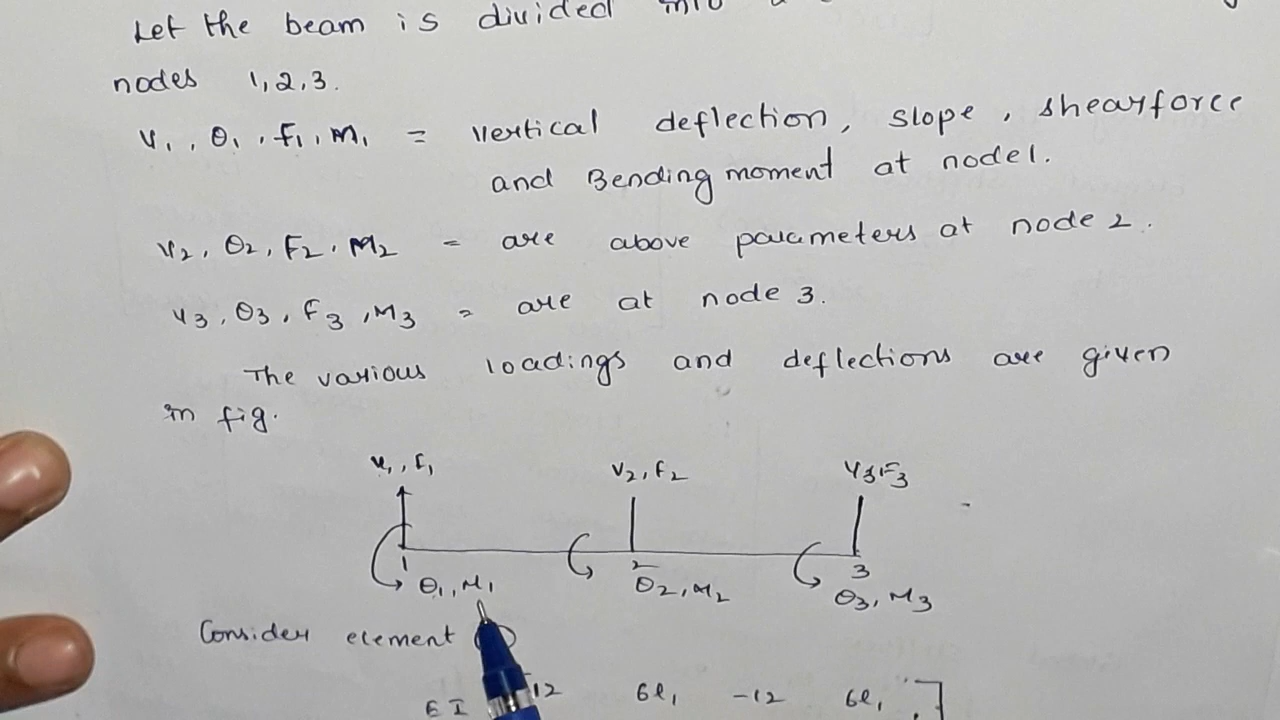 Let the beam is divided into
nodes 1,2,3.
v₁, θ₁, F₁, M₁ = vertical deflection, slope, shearforce
and Bending moment at node1.
v₂, θ₂, F₂, M₂ = are above parameters at node 2.
v₃, θ₃, F₃, M₃ = are at node 3.
The various loadings and deflections are given
in fig.
v₁, F₁ v₂, F₂ v₃ F₃
1 2 3
θ₁, M₁ θ₂, M₂ θ₃, M₃
Consider element
EI 12 6l₁ -12 6l₁